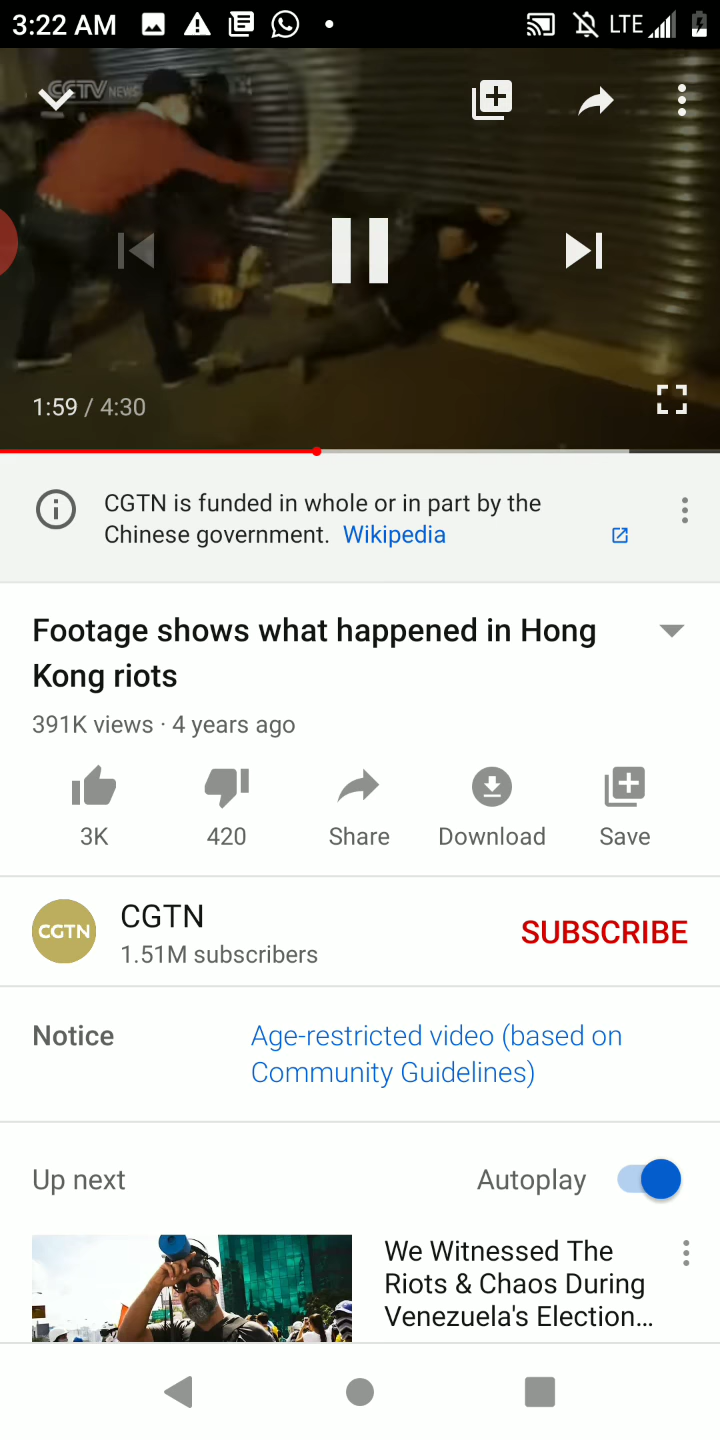 3:22 AM
LTE
CCTV NEWS
1:59 / 4:30
CGTN is funded in whole or in part by the
Chinese government. Wikipedia
Footage shows what happened in Hong
Kong riots
391K views · 4 years ago
3K
420
Share
Download
Save
CGTN
CGTN
1.51M subscribers
SUBSCRIBE
Notice
Age-restricted video (based on
Community Guidelines)
Up next
Autoplay
We Witnessed The
Riots & Chaos During
Venezuela's Election...